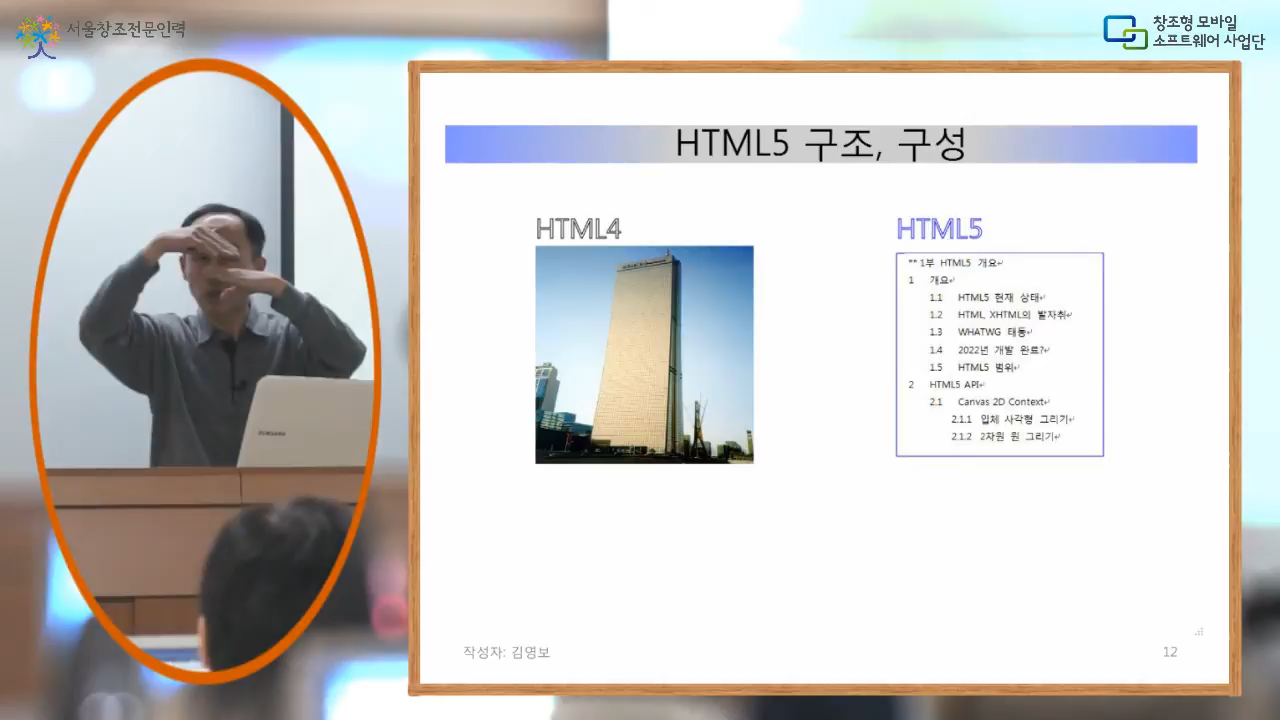 서울창조전문인력
창조형 모바일
소프트웨어 사업단
HTML5 구조, 구성
HTML4
HTML5
** 1부 HTML5 개요
1 개요
1.1 HTML5 현재 상태
1.2 HTML, XHTML의 발자취
1.3 WHATWG 태동
1.4 2022년 개발 완료?
1.5 HTML5 범위
2 HTML5 API
2.1 Canvas 2D Context
2.1.1 입체 사각형 그리기
2.1.2 2차원 원 그리기
SAMSUNG
작성자: 김영보
12